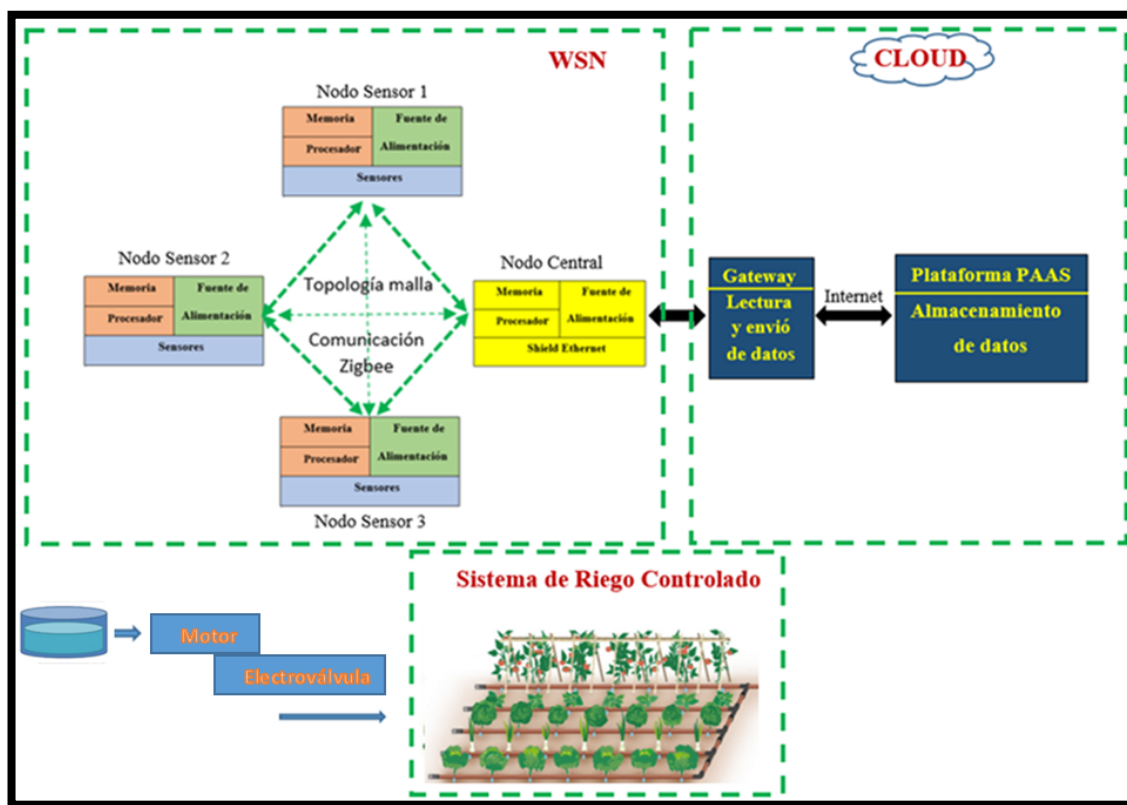 WSN
Nodo Sensor 1
Memoria
Fuente de
Procesador
Alimentación
Sensores
Nodo Sensor 2
Memoria
Fuente de
Procesador
Alimentación
Sensores
Topología malla
Comunicación
Zigbee
Nodo Central
Memoria
Fuente de
Procesador
Alimentación
Shield Ethernet
Memoria
Fuente de
Procesador
Alimentación
Sensores
Nodo Sensor 3
CLOUD
Gateway
Lectura
y envió
de datos
Internet
Plataforma PAAS
Almacenamiento
de datos
Sistema de Riego Controlado
Motor
Electroválvula